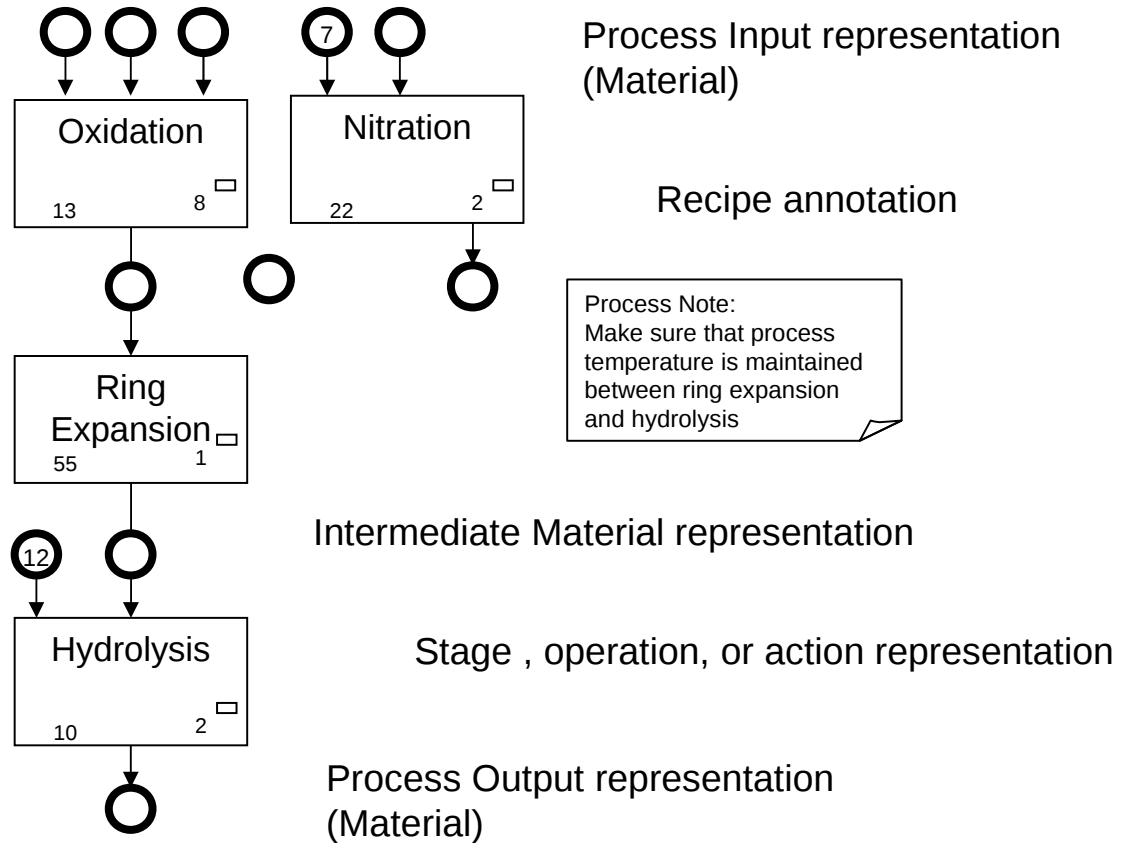 7
Process Input representation
(Material)
Oxidation
8
13
Nitration
2
22
Recipe annotation
Process Note:
Make sure that process
temperature is maintained
between ring expansion
and hydrolysis
Ring
Expansion
55
1
Intermediate Material representation
12
Hydrolysis
10
2
Stage , operation, or action representation
Process Output representation
(Material)